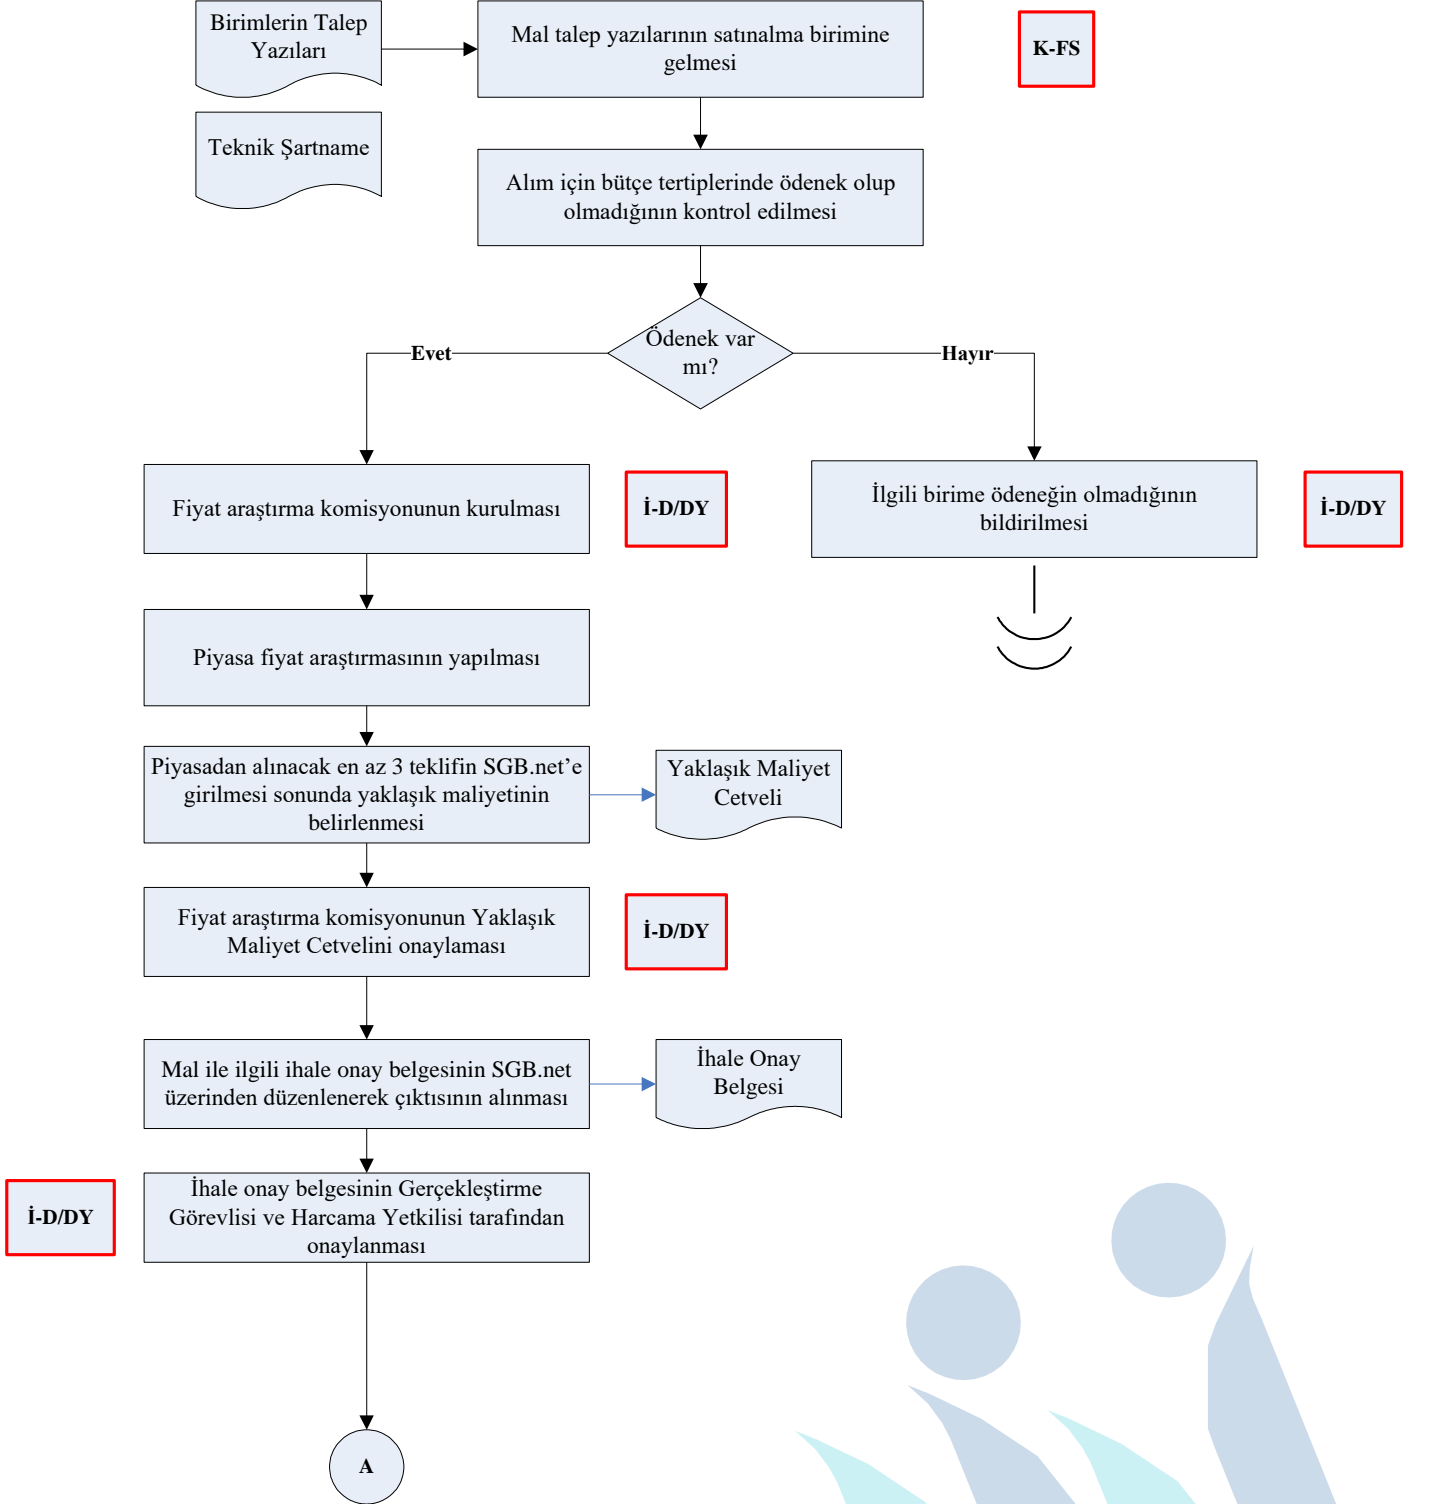 Birimlerin Talep
Yazıları
Mal talep yazılarının satınalma birimine
gelmesi
K-FS
Teknik Şartname
Alım için bütçe tertiplerinde ödenek olup
olmadığının kontrol edilmesi
Ödenek var
mı?
Evet
Hayır
Fiyat araştırma komisyonunun kurulması
İ-D/DY
İlgili birime ödeneğin olmadığının
bildirilmesi
İ-D/DY
Piyasa fiyat araştırmasının yapılması
Piyasadan alınacak en az 3 teklifin SGB.net’e
girilmesi sonunda yaklaşık maliyetinin
belirlenmesi
Yaklaşık Maliyet
Cetveli
Fiyat araştırma komisyonunun Yaklaşık
Maliyet Cetvelini onaylaması
İ-D/DY
Mal ile ilgili ihale onay belgesinin SGB.net
üzerinden düzenlenerek çıktısının alınması
İhale Onay
Belgesi
İ-D/DY
İhale onay belgesinin Gerçekleştirme
Görevlisi ve Harcama Yetkilisi tarafından
onaylanması
A